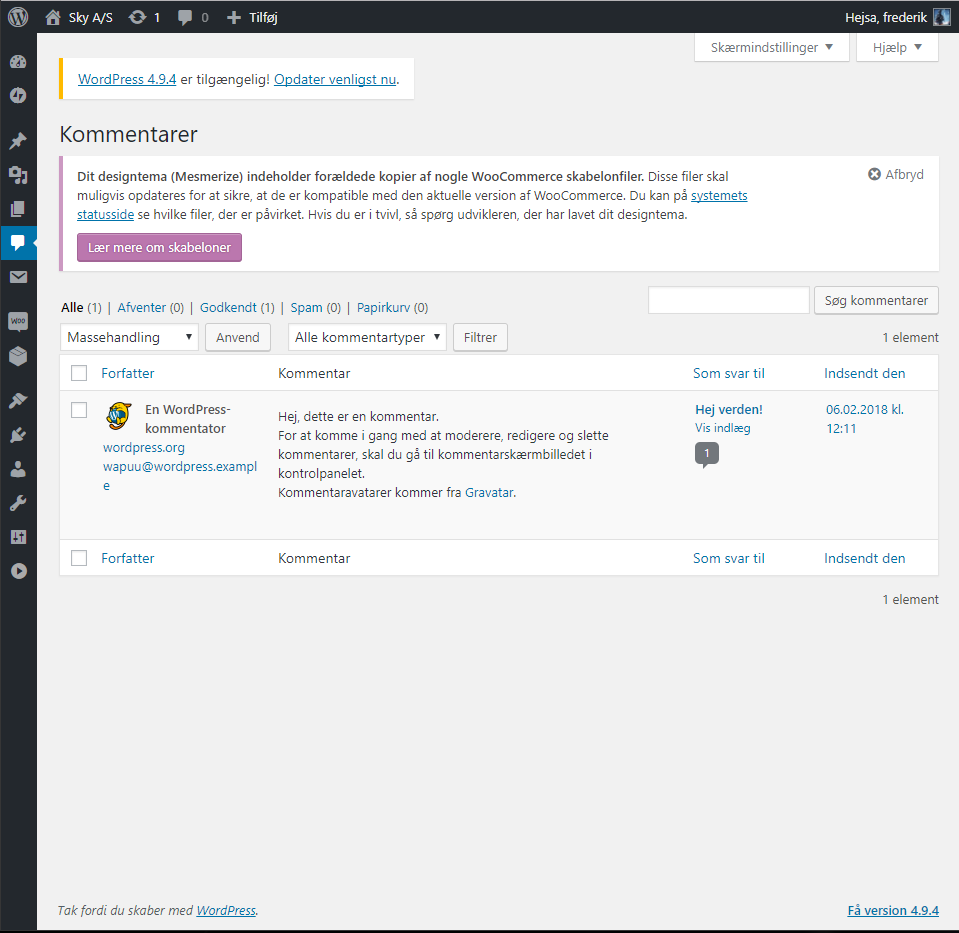 Sky A/S 1 0 Tilføj Hejsa, frederik
Skærmindstillinger Hjælp
WordPress 4.9.4 er tilgængelig! Opdater venligst nu.
Kommentarer
Dit designtema (Mesmerize) indeholder forældede kopier af nogle WooCommerce skabelonfiler. Disse filer skal
muligvis opdateres for at sikre, at de er kompatible med den aktuelle version af WooCommerce. Du kan på systemets
statusside se hvilke filer, der er påvirket. Hvis du er i tvivl, så spørg udvikleren, der har lavet dit designtema.
Afbryd
Lær mere om skabeloner
Alle (1) | Afventer (0) | Godkendt (1) | Spam (0) | Papirkurv (0)
Søg kommentarer
Massehandling Anvend Alle kommentartyper Filtrer 1 element
Forfatter Kommentar Som svar til Indsendt den
En WordPress-
kommentator
wordpress.org
wapuu@wordpress.exampl
e
Hej, dette er en kommentar.
For at komme i gang med at moderere, redigere og slette
kommentarer, skal du gå til kommentarskærmbilledet i
kontrolpanelet.
Kommentaravatarer kommer fra Gravatar.
Hej verden!
Vis indlæg
1
06.02.2018 kl.
12:11
Forfatter Kommentar Som svar til Indsendt den
1 element
Tak fordi du skaber med WordPress. Få version 4.9.4
WOO